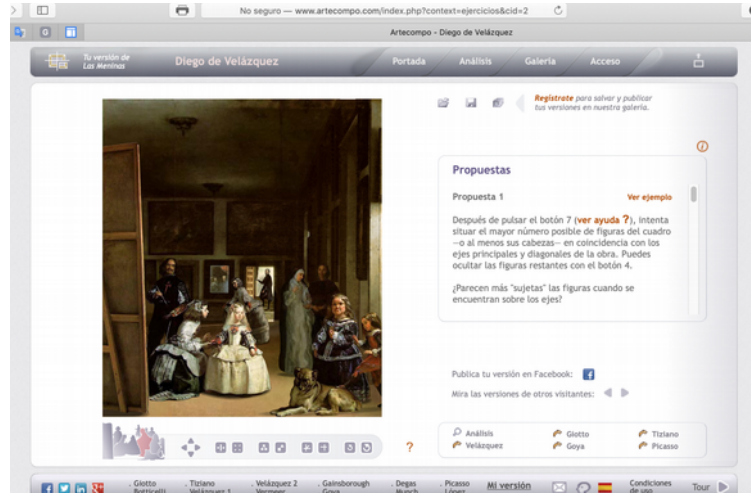 No seguro — www.artecompo.com/index.php?context=ejercicios&cid=2
Artecompo - Diego de Velázquez
Tu versión de
Las Meninas
Diego de Velázquez
Portada Análisis Galería Acceso
Regístrate para salvar y publicar
tus versiones en nuestra galería.
Propuestas
Propuesta 1 Ver ejemplo
Después de pulsar el botón 7 (ver ayuda ?), intenta
situar el mayor número posible de figuras del cuadro
—o al menos sus cabezas— en coincidencia con los
ejes principales y diagonales de la obra. Puedes
ocultar las figuras restantes con el botón 4.
¿Parecen más "sujetas" las figuras cuando se
encuentran sobre los ejes?
Publica tu versión en Facebook:
Mira las versiones de otros visitantes:
?
Análisis Giotto Tiziano
Velázquez Goya Picasso
. Giotto . Tiziano . Velázquez 2 . Gainsborough . Degas . Picasso Mi versión Condiciones Tour
Botticelli Velázquez 1 Vermeer Goya Munch López de uso